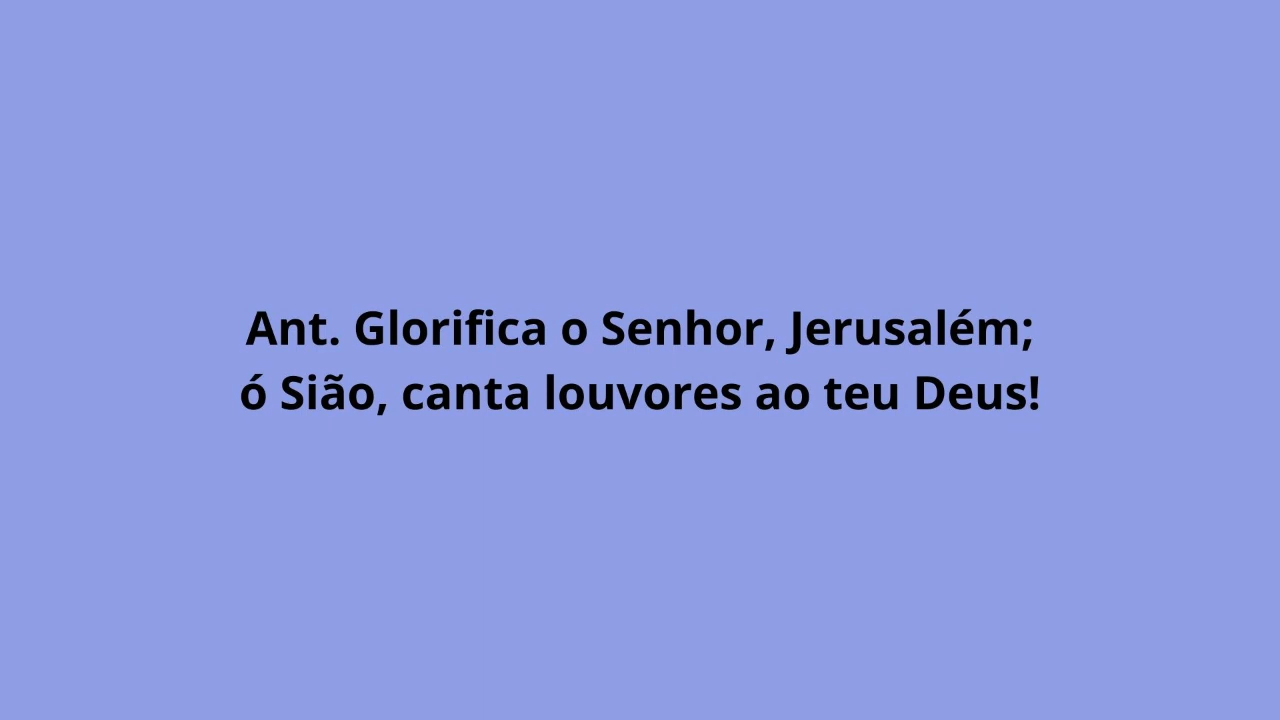 Ant. Glorifica o Senhor, Jerusalém;
ó Sião, canta louvores ao teu Deus!